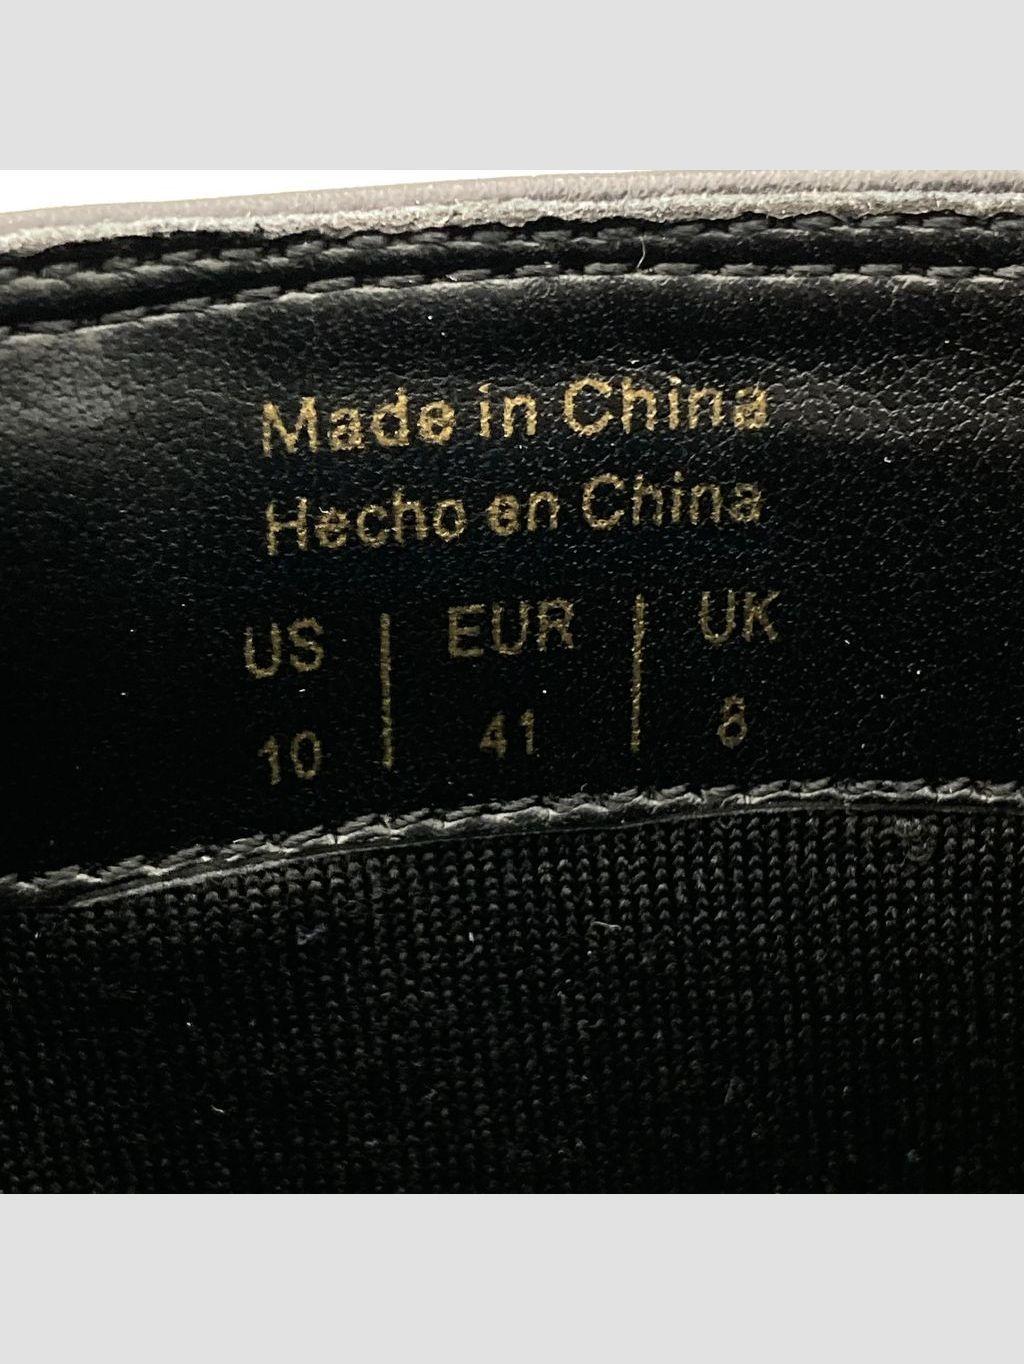 Made in China
Hecho en China
US | EUR | UK
10 | 41 | 8